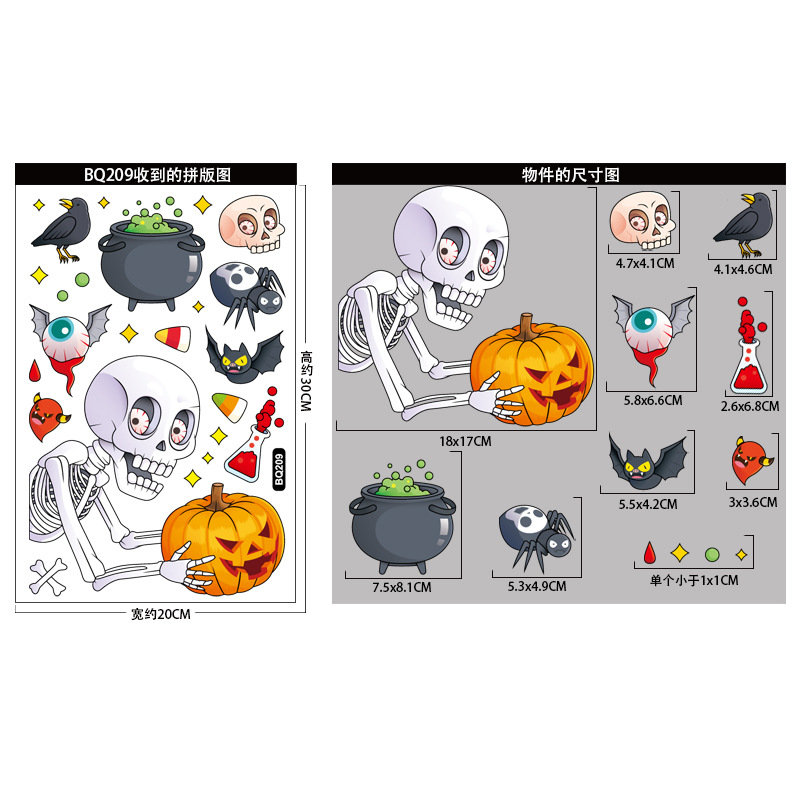 BQ209收到的拼版图
高约30CM
BQ209
宽约20CM
物件的尺寸图
4.7x4.1CM
4.1x4.6CM
5.8x6.6CM
2.6x6.8CM
18x17CM
5.5x4.2CM
3x3.6CM
7.5x8.1CM
5.3x4.9CM
单个小于1x1CM